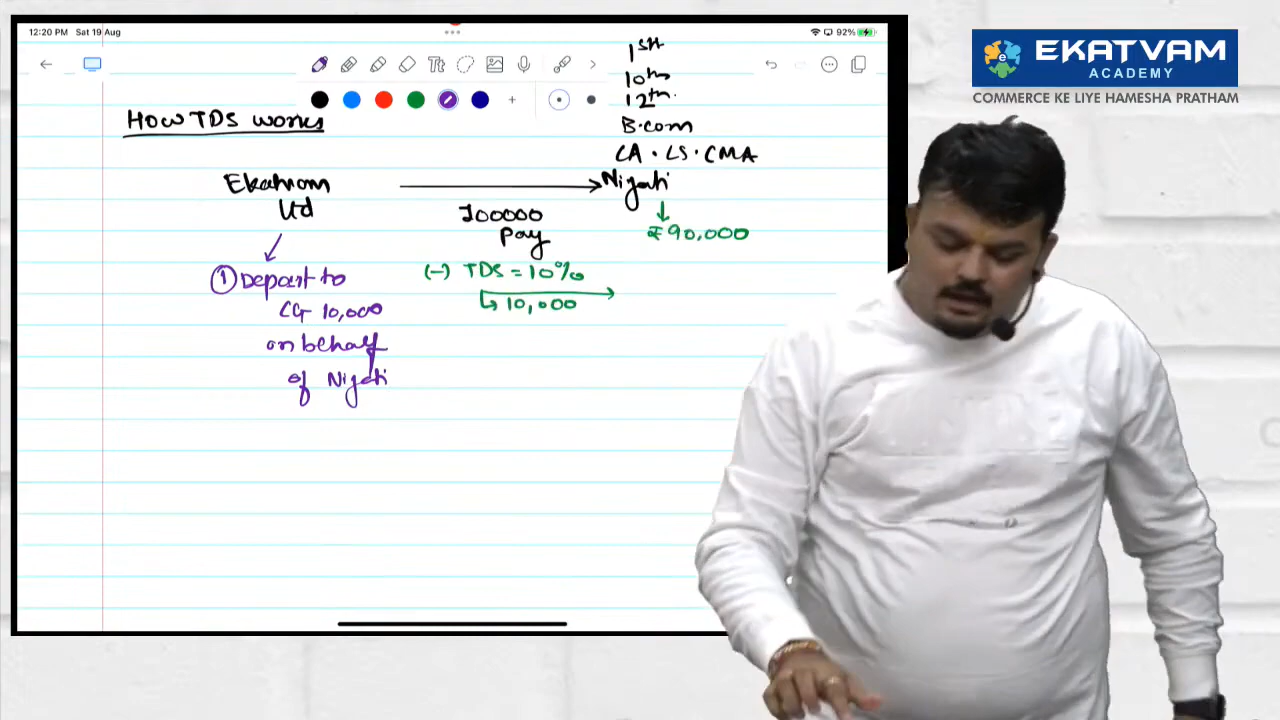 12:20 PM Sat 19 Aug
92%
EKATVAM
ACADEMY
COMMERCE KE LIYE HAMESHA PRATHAM
How TDS works
1st
10th
12th.
B.com
CA . CS . CMA
Ekatvam
Ltd
Niyati
100000
Pay
₹90,000
(-) TDS = 10%
10,000
① Deposit to
CG 10,000
on behalf
of Niyati